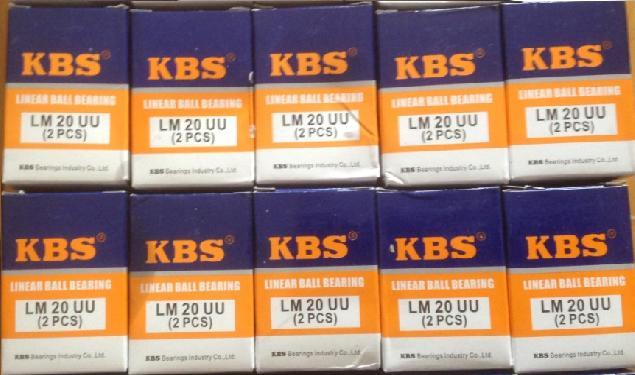 KBS® KBS® KBS® KBS® KBS®
LINEAR BALL BEARING LINEAR BALL BEARING LINEAR BALL BEARING LINEAR BALL BEARING LINEAR BALL BEARING
LM 20 UU LM 20 UU LM 20 UU LM 20 UU LM 20 UU
(2 PCS) (2 PCS) (2 PCS) (2 PCS) (2 PCS)
KBS Bearings Industry Co.,Ltd. KBS Bearings Industry Co.,Ltd. KBS Bearings Industry Co.,Ltd. KBS Bearings Industry Co.,Ltd. KBS Bearings Industry Co.,Ltd.
KBS® KBS® KBS® KBS® KBS®
LINEAR BALL BEARING LINEAR BALL BEARING LINEAR BALL BEARING LINEAR BALL BEARING LINEAR BALL BEARING
LM 20 UU LM 20 UU LM 20 UU LM 20 UU LM 20 UU
(2 PCS) (2 PCS) (2 PCS) (2 PCS) (2 PCS)
KBS Bearings Industry Co.,Ltd. KBS Bearings Industry Co.,Ltd. KBS Bearings Industry Co.,Ltd. KBS Bearings Industry Co.,Ltd. KBS Bearings Industry Co.,Ltd.